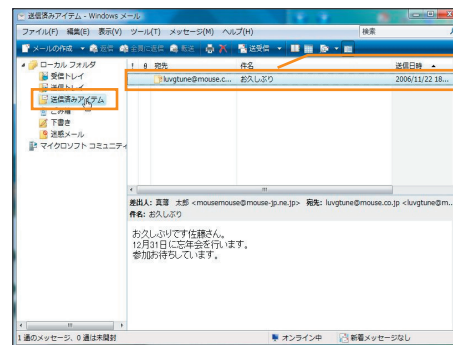 送信済みアイテム - Windows メール
ファイル(F) 編集(E) 表示(V) ツール(T) メッセージ(M) ヘルプ(H)
検索
メールの作成 返信 全員に返信 転送 送受信
ローカル フォルダ
受信トレイ
送信トレイ
送信済みアイテム
ごみ箱
下書き
迷惑メール
マイクロソフト コミュニティ
! 宛先 件名 送信日時
luvgtune@mouse.c... お久しぶり 2006/11/22 18...
差出人: 真薄 太郎 <mousemouse@mouse-jp.ne.jp> 宛先: luvgtune@mouse.co.jp <luvgtune@m...
件名: お久しぶり
お久しぶりです佐藤さん。
12月31日に忘年会を行います。
参加お待ちしています。
1 通のメッセージ、0 通は未開封
オンライン中
新着メッセージなし